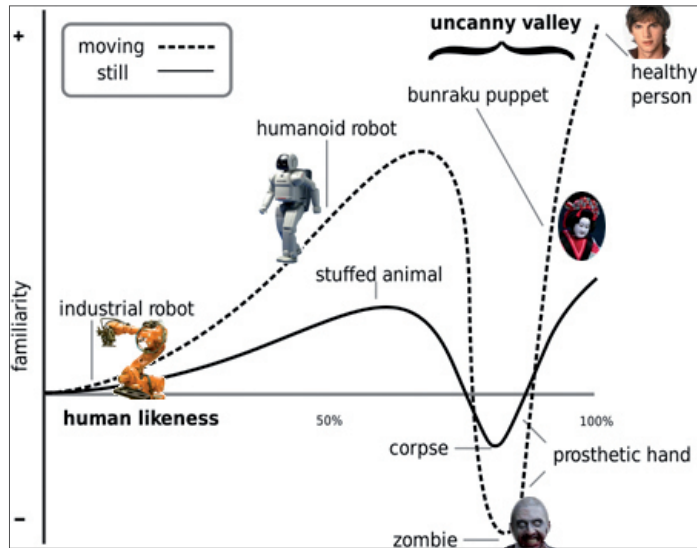 +
uncanny valley
moving
still
healthy
person
bunraku puppet
humanoid robot
stuffed animal
industrial robot
familiarity
human likeness
50%
100%
corpse
prosthetic hand
–
zombie